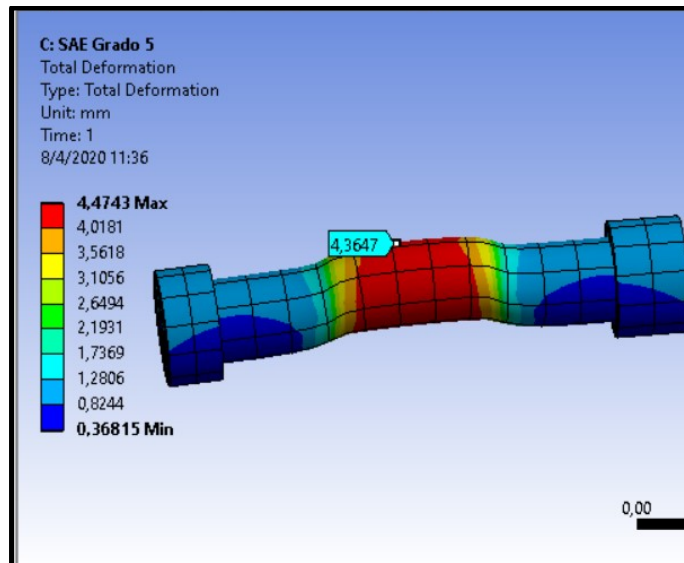 C: SAE Grado 5
Total Deformation
Type: Total Deformation
Unit: mm
Time: 1
8/4/2020 11:36
4,4743 Max
4,0181
3,5618
3,1056
2,6494
2,1931
1,7369
1,2806
0,8244
0,36815 Min
4,3647
0,00